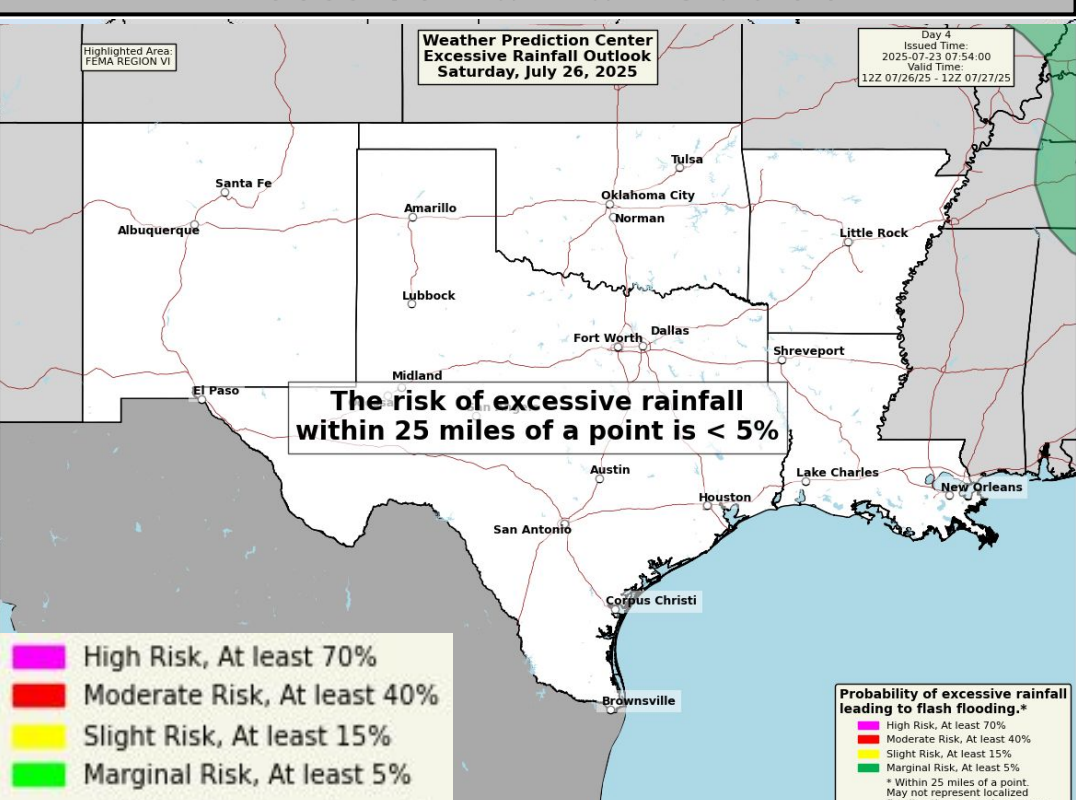 Highlighted Area:
FEMA REGION VI
Weather Prediction Center
Excessive Rainfall Outlook
Saturday, July 26, 2025
Day 4
Issued Time:
2025-07-23 07:54:00
Valid Time:
12Z 07/26/25 - 12Z 07/27/25
Tulsa
Santa Fe
Oklahoma City
Amarillo
Norman
Albuquerque
Little Rock
Lubbock
Dallas
Fort Worth
Shreveport
Midland
El Paso
The risk of excessive rainfall
within 25 miles of a point is < 5%
Austin
Lake Charles
New Orleans
Houston
San Antonio
Corpus Christi
Brownsville
High Risk, At least 70%
Moderate Risk, At least 40%
Slight Risk, At least 15%
Marginal Risk, At least 5%
Probability of excessive rainfall
leading to flash flooding.*
High Risk, At least 70%
Moderate Risk, At least 40%
Slight Risk, At least 15%
Marginal Risk, At least 5%
* Within 25 miles of a point.
May not represent localized